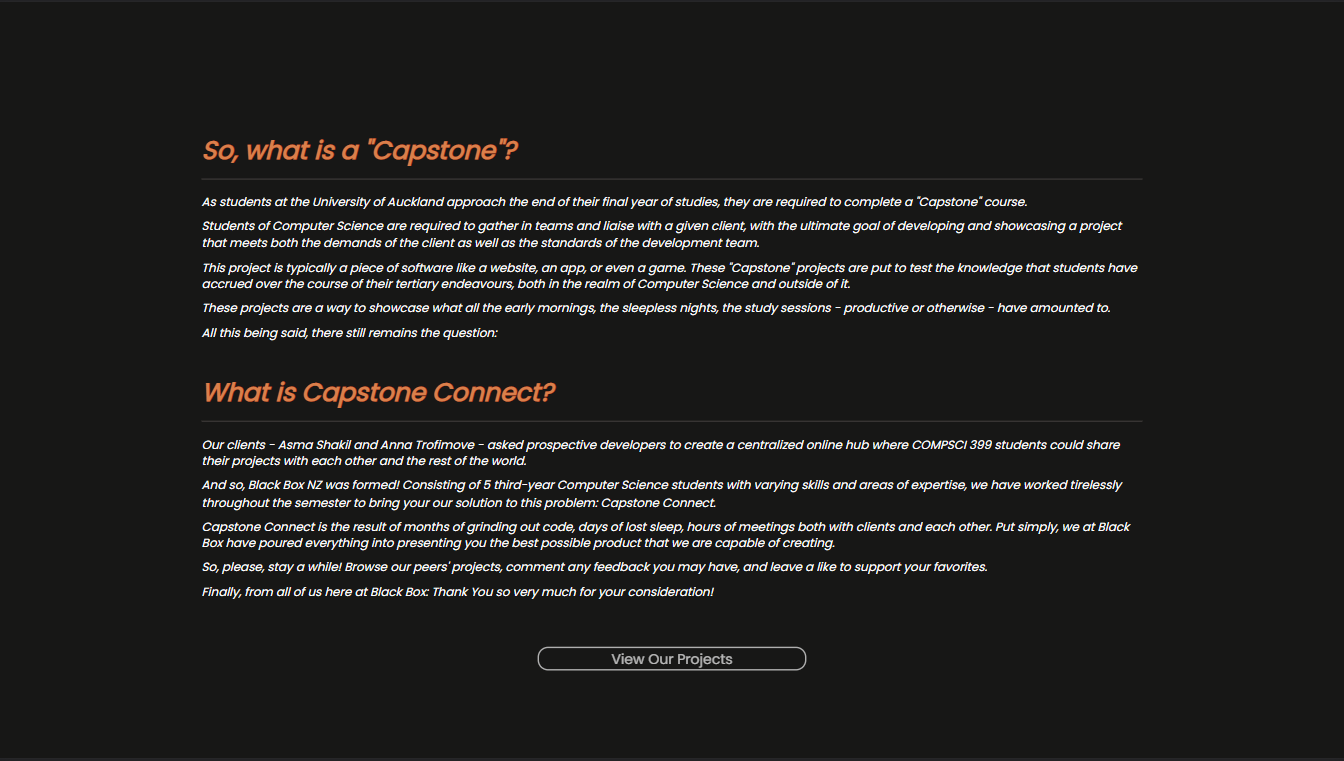 So, what is a "Capstone"?
As students at the University of Auckland approach the end of their final year of studies, they are required to complete a "Capstone" course.
Students of Computer Science are required to gather in teams and liaise with a given client, with the ultimate goal of developing and showcasing a project
that meets both the demands of the client as well as the standards of the development team.
This project is typically a piece of software like a website, an app, or even a game. These "Capstone" projects are put to test the knowledge that students have
accrued over the course of their tertiary endeavours, both in the realm of Computer Science and outside of it.
These projects are a way to showcase what all the early mornings, the sleepless nights, the study sessions - productive or otherwise - have amounted to.
All this being said, there still remains the question:
What is Capstone Connect?
Our clients - Asma Shakil and Anna Trofimove - asked prospective developers to create a centralized online hub where COMPSCI 399 students could share
their projects with each other and the rest of the world.
And so, Black Box NZ was formed! Consisting of 5 third-year Computer Science students with varying skills and areas of expertise, we have worked tirelessly
throughout the semester to bring your our solution to this problem: Capstone Connect.
Capstone Connect is the result of months of grinding out code, days of lost sleep, hours of meetings both with clients and each other. Put simply, we at Black
Box have poured everything into presenting you the best possible product that we are capable of creating.
So, please, stay a while! Browse our peers' projects, comment any feedback you may have, and leave a like to support your favorites.
Finally, from all of us here at Black Box: Thank You so very much for your consideration!
View Our Projects